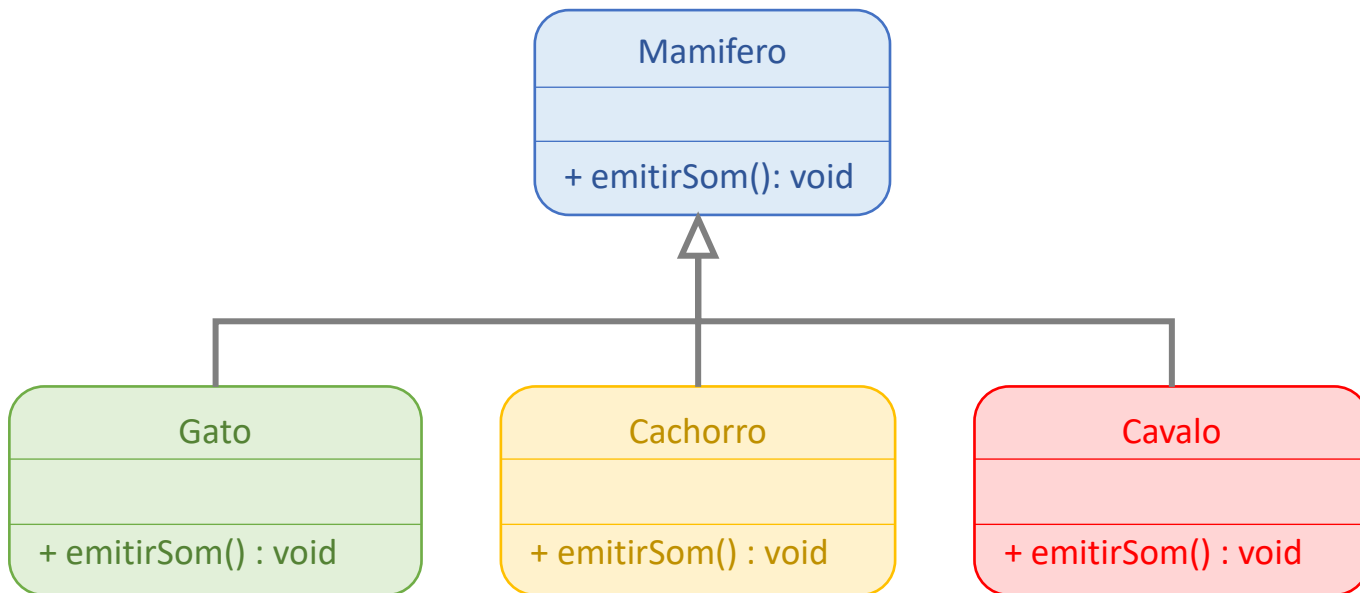 Mamifero
+ emitirSom(): void
Gato
Cachorro
Cavalo
+ emitirSom() : void
+ emitirSom() : void
+ emitirSom() : void